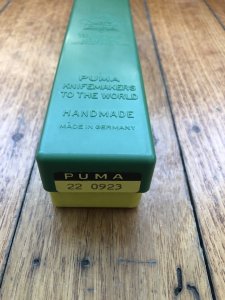 PUMA
KNIFEMAKERS
TO THE WORLD
HANDMADE
MADE IN GERMANY
PUMA
22 0923